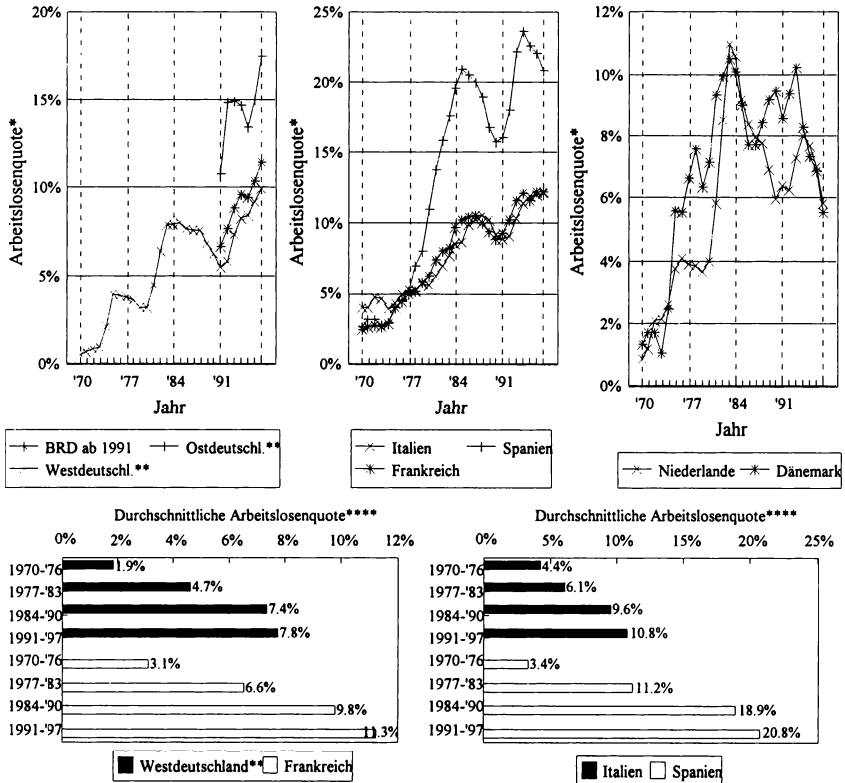 20%
15%
10%
5%
0%
Arbeitslosenquote*
'70 '77 '84 '91
Jahr
BRD ab 1991 Ostdeutschl.**
Westdeutschl.**
25%
20%
15%
10%
5%
0%
Arbeitslosenquote*
'70 '77 '84 '91
Jahr
Italien Spanien
Frankreich
12%
10%
8%
6%
4%
2%
0%
Arbeitslosenquote*
'70 '77 '84 '91
Jahr
Niederlande Dänemark
Durchschnittliche Arbeitslosenquote****
0% 2% 4% 6% 8% 10% 12%
1970-'76 1.9%
1977-'83 4.7%
1984-'90 7.4%
1991-'97 7.8%
1970-'76 3.1%
1977-'83 6.6%
1984-'90 9.8%
1991-'97 11.3%
Westdeutschland** Frankreich
Durchschnittliche Arbeitslosenquote****
0% 5% 10% 15% 20% 25%
1970-'76 4.4%
1977-'83 6.1%
1984-'90 9.6%
1991-'97 10.8%
1970-'76 3.4%
1977-'83 11.2%
1984-'90 18.9%
1991-'97 20.8%
Italien Spanien